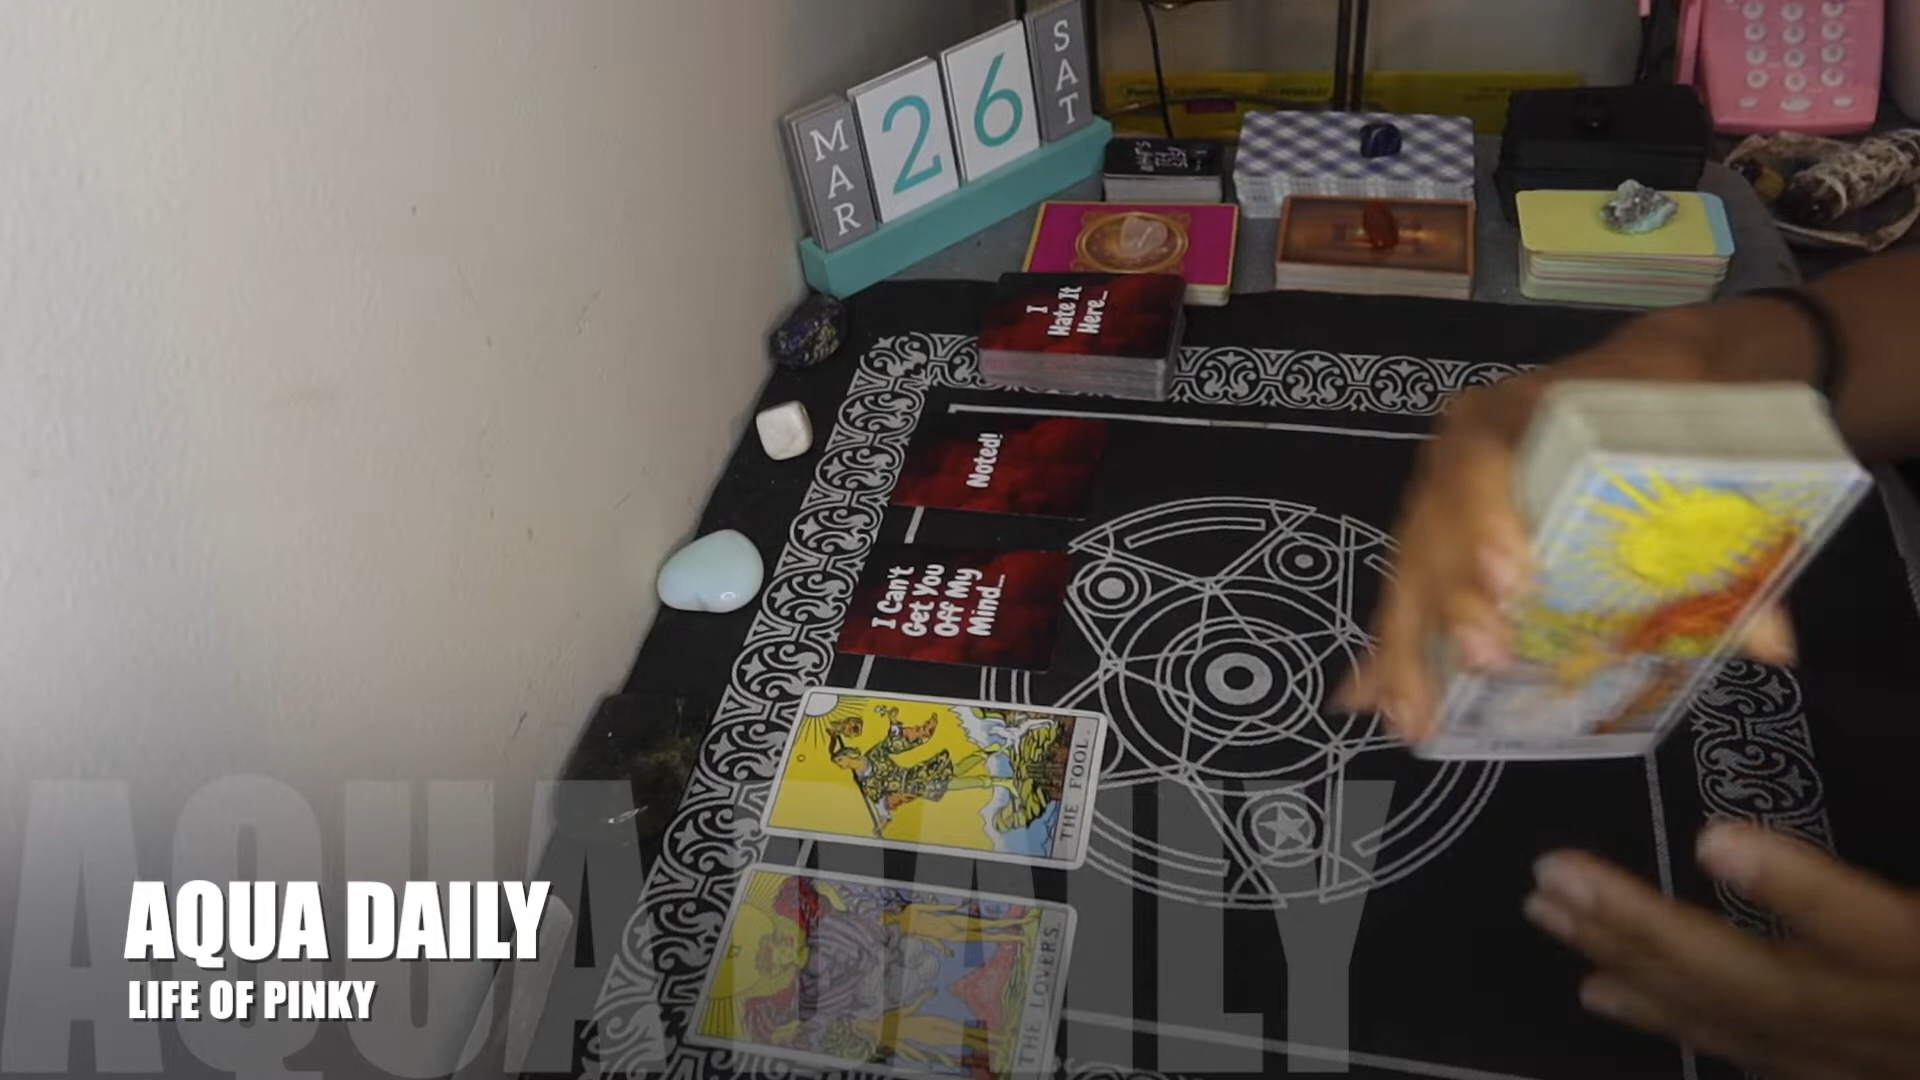 MAR
26
SAT
I
Hate It
Here...
Noted!
I Can't
Get You
Off My
Mind...
THE FOOL.
THE LOVERS.
AQUA DAILY
AQUA DAILY
LIFE OF PINKY